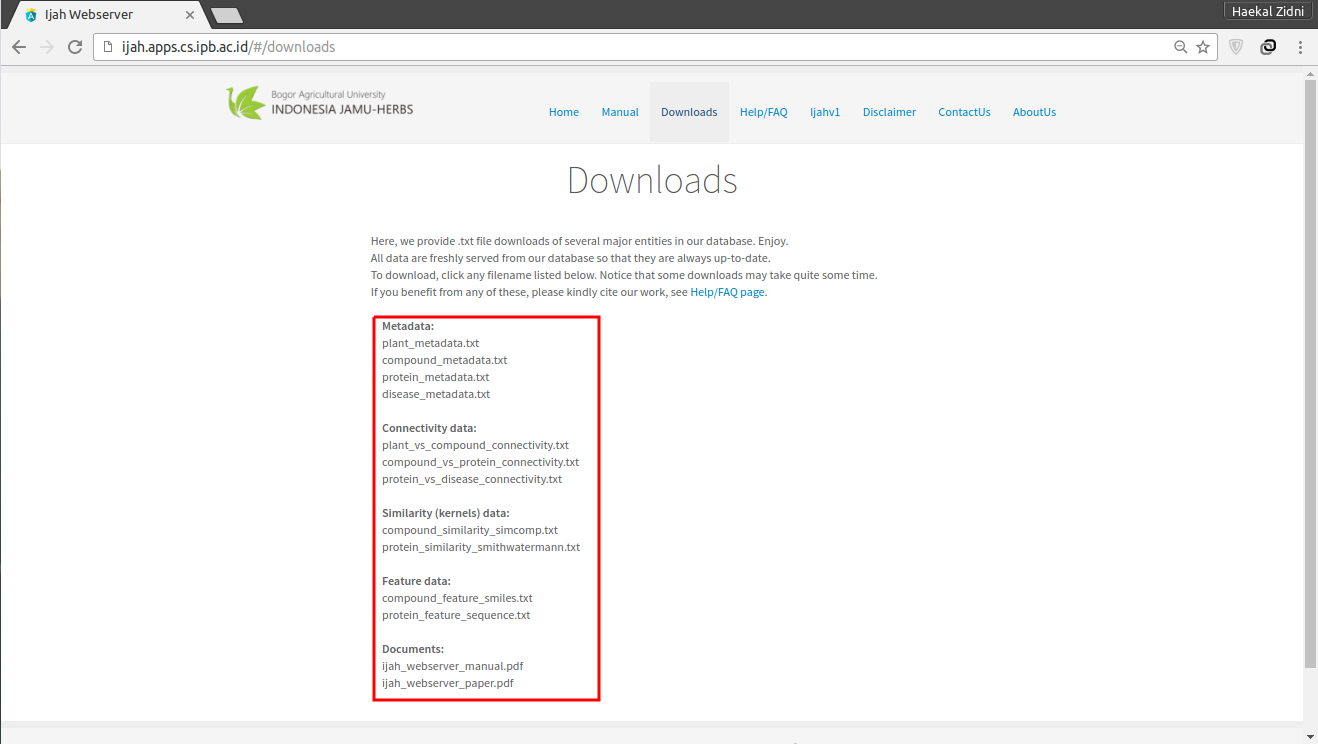 Ijah Webserver
Haekal Zidni
ijah.apps.cs.ipb.ac.id/#/downloads
Bogor Agricultural University
INDONESIA JAMU-HERBS
Home Manual Downloads Help/FAQ Ijahv1 Disclaimer ContactUs AboutUs
Downloads
Here, we provide .txt file downloads of several major entities in our database. Enjoy.
All data are freshly served from our database so that they are always up-to-date.
To download, click any filename listed below. Notice that some downloads may take quite some time.
If you benefit from any of these, please kindly cite our work, see Help/FAQ page.
Metadata:
plant_metadata.txt
compound_metadata.txt
protein_metadata.txt
disease_metadata.txt
Connectivity data:
plant_vs_compound_connectivity.txt
compound_vs_protein_connectivity.txt
protein_vs_disease_connectivity.txt
Similarity (kernels) data:
compound_similarity_simcomp.txt
protein_similarity_smithwatermann.txt
Feature data:
compound_feature_smiles.txt
protein_feature_sequence.txt
Documents:
ijah_webserver_manual.pdf
ijah_webserver_paper.pdf